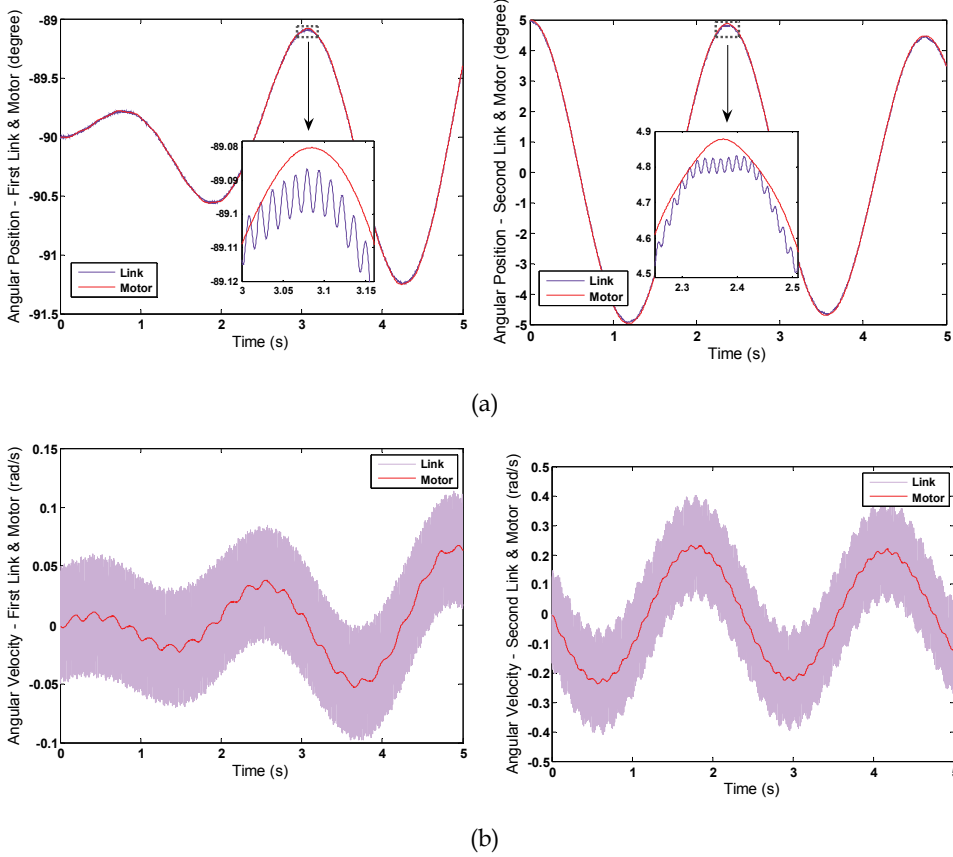 Angular Position - First Link & Motor (degree)
-89
-89.5
-90
-90.5
-91
-91.5
0 1 2 3 4 5
Time (s)
-89.08
-89.09
-89.1
-89.11
-89.12
3 3.05 3.1 3.15
Link
Motor
Angular Position - Second Link & Motor (degree)
5
4
3
2
1
0
-1
-2
-3
-4
-5
0 1 2 3 4 5
Time (s)
4.9
4.8
4.7
4.6
4.5
2.3 2.4 2.5
Link
Motor
(a)
Angular Velocity - First Link & Motor (rad/s)
0.15
0.1
0.05
0
-0.05
-0.1
0 1 2 3 4 5
Time (s)
Link
Motor
Angular Velocity - Second Link & Motor (rad/s)
0.5
0.4
0.3
0.2
0.1
0
-0.1
-0.2
-0.3
-0.4
-0.5
0 1 2 3 4 5
Time (s)
Link
Motor
(b)